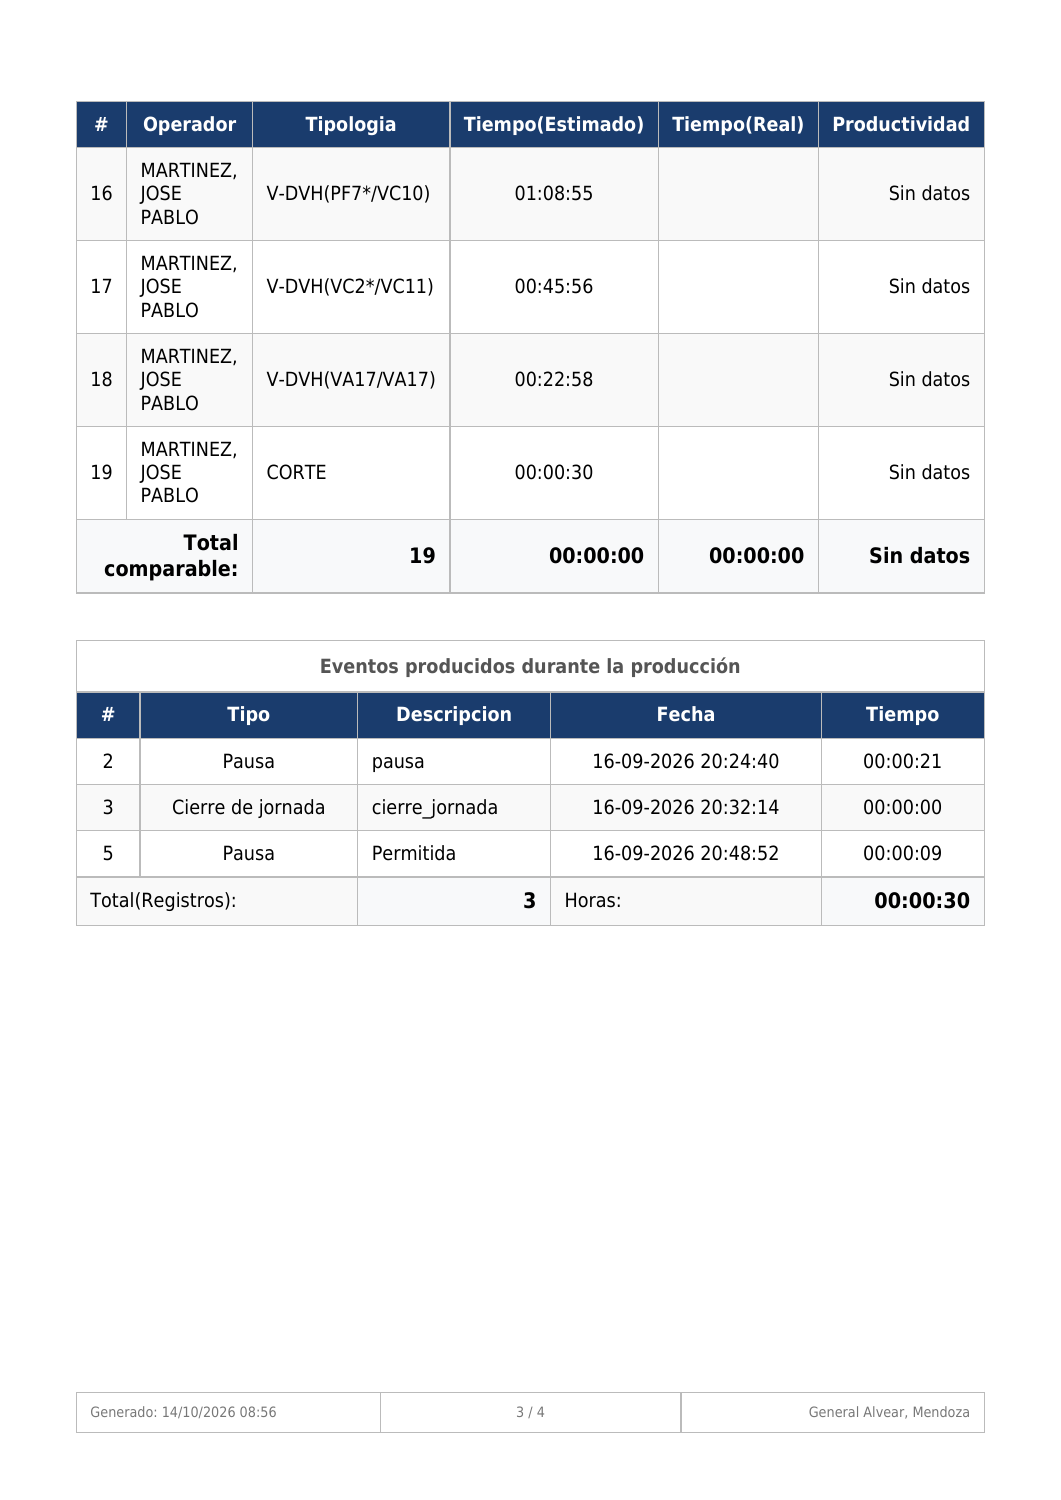 # Operador Tipologia Tiempo(Estimado) Tiempo(Real) Productividad
16 MARTINEZ, JOSE PABLO V-DVH(PF7*/VC10) 01:08:55 Sin datos
17 MARTINEZ, JOSE PABLO V-DVH(VC2*/VC11) 00:45:56 Sin datos
18 MARTINEZ, JOSE PABLO V-DVH(VA17/VA17) 00:22:58 Sin datos
19 MARTINEZ, JOSE PABLO CORTE 00:00:30 Sin datos
Total comparable: 19 00:00:00 00:00:00 Sin datos
Eventos producidos durante la producción
# Tipo Descripcion Fecha Tiempo
2 Pausa pausa 16-09-2026 20:24:40 00:00:21
3 Cierre de jornada cierre_jornada 16-09-2026 20:32:14 00:00:00
5 Pausa Permitida 16-09-2026 20:48:52 00:00:09
Total(Registros): 3 Horas: 00:00:30
Generado: 14/10/2026 08:56 3 / 4 General Alvear, Mendoza